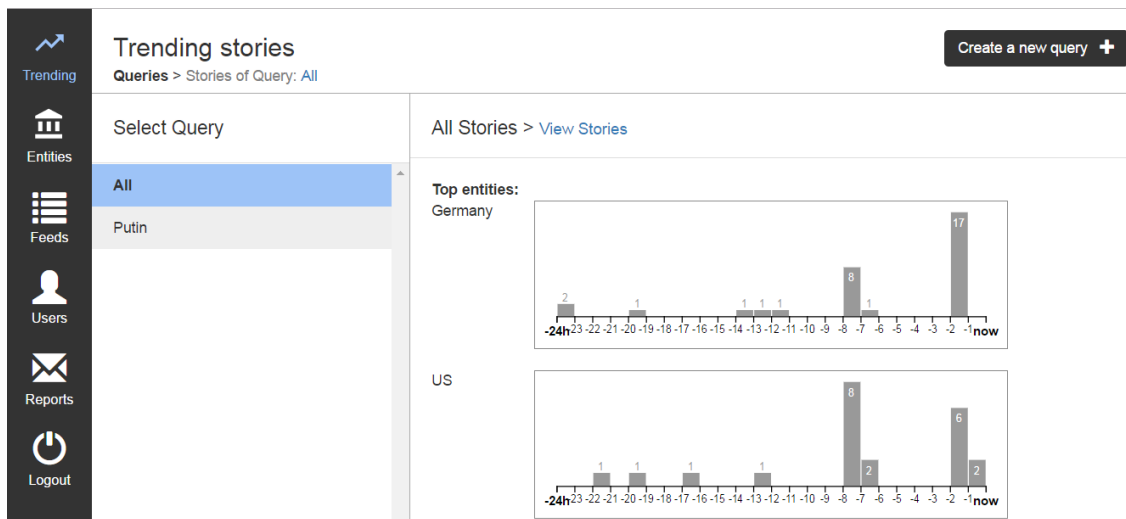 Trending
Entities
Feeds
Users
Reports
Logout
Trending stories
Queries > Stories of Query: All
Create a new query
Select Query
All
Putin
All Stories > View Stories
Top entities:
Germany
2 1 1 1 1 8 1 17
-24h -23 -22 -21 -20 -19 -18 -17 -16 -15 -14 -13 -12 -11 -10 -9 -8 -7 -6 -5 -4 -3 -2 -1 now
US
1 1 1 1 8 2 6 2
-24h -23 -22 -21 -20 -19 -18 -17 -16 -15 -14 -13 -12 -11 -10 -9 -8 -7 -6 -5 -4 -3 -2 -1 now